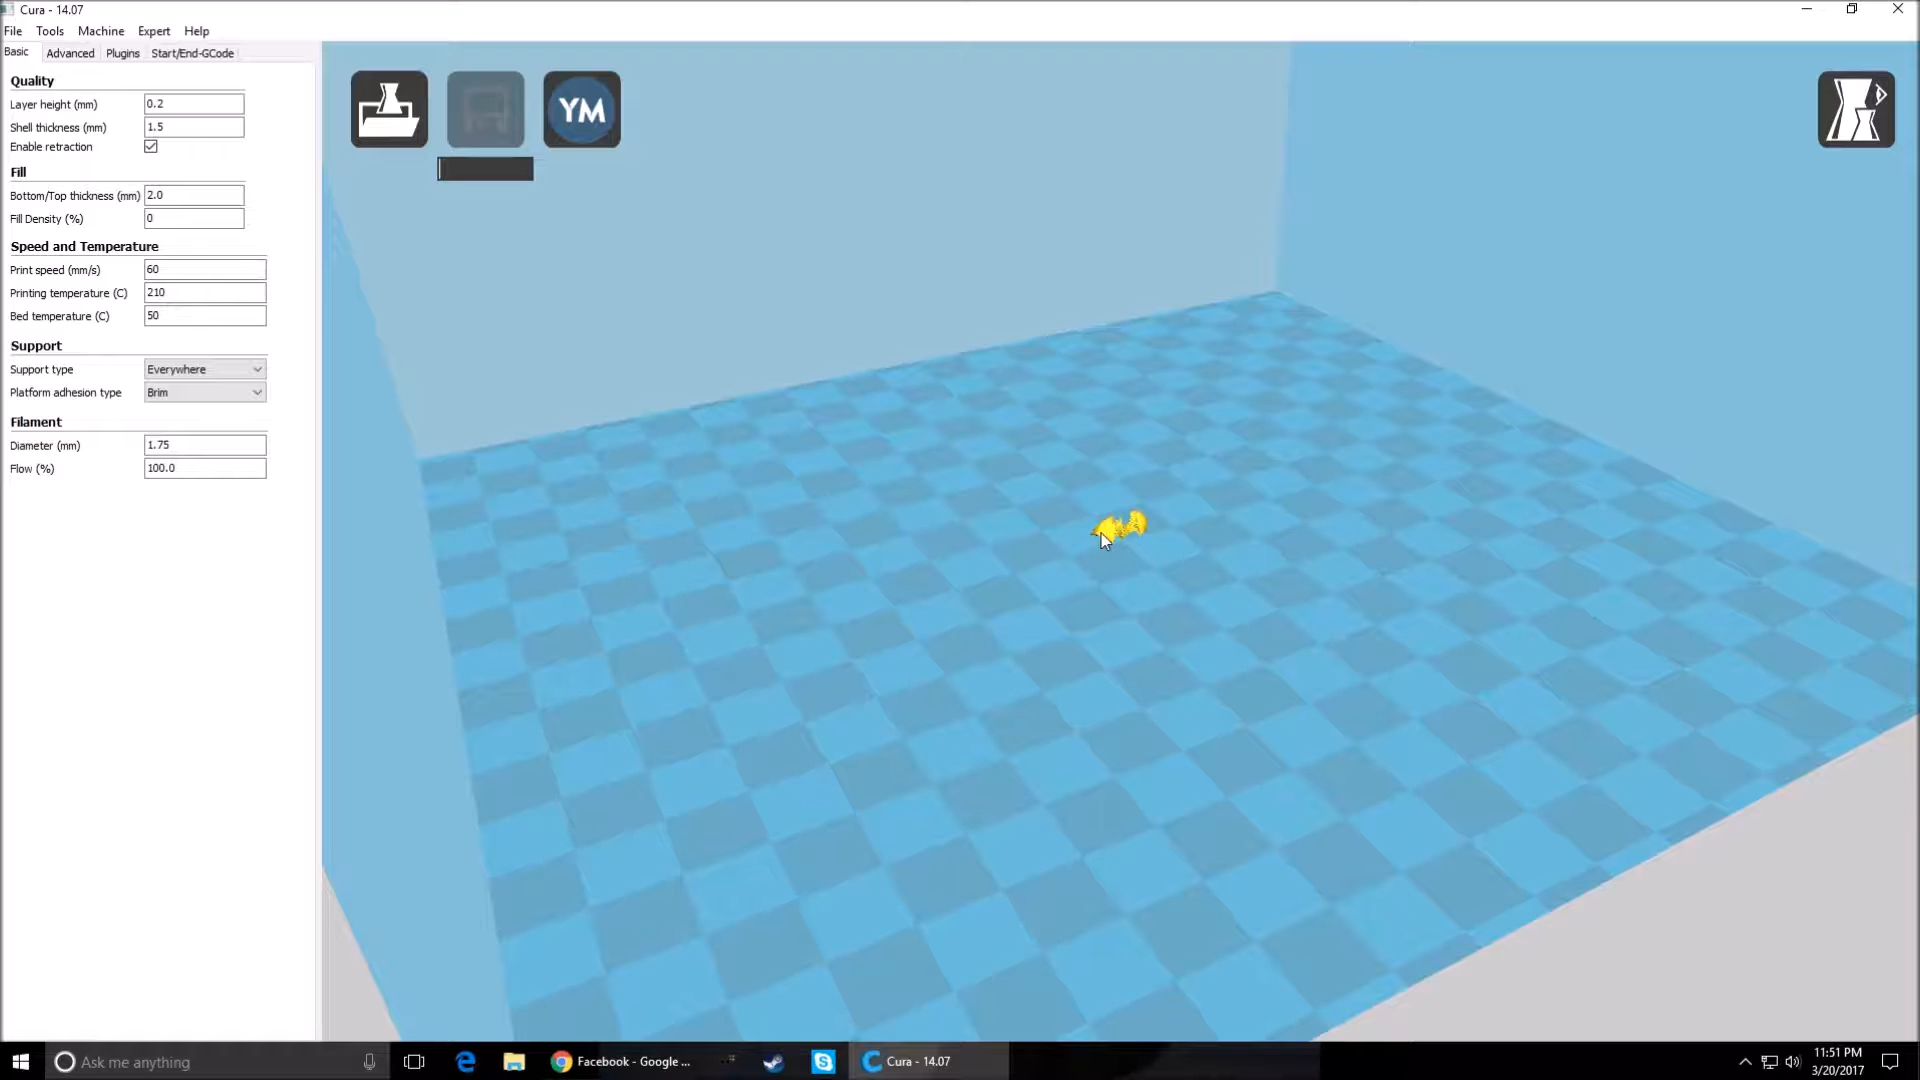 Cura - 14.07
File Tools Machine Expert Help
Basic Advanced Plugins Start/End-GCode
Quality
Layer height (mm) 0.2
Shell thickness (mm) 1.5
Enable retraction
Fill
Bottom/Top thickness (mm) 2.0
Fill Density (%) 0
Speed and Temperature
Print speed (mm/s) 60
Printing temperature (C) 210
Bed temperature (C) 50
Support
Support type Everywhere
Platform adhesion type Brim
Filament
Diameter (mm) 1.75
Flow (%) 100.0
YM
Ask me anything
Facebook - Google ...
Cura - 14.07
11:51 PM
3/20/2017